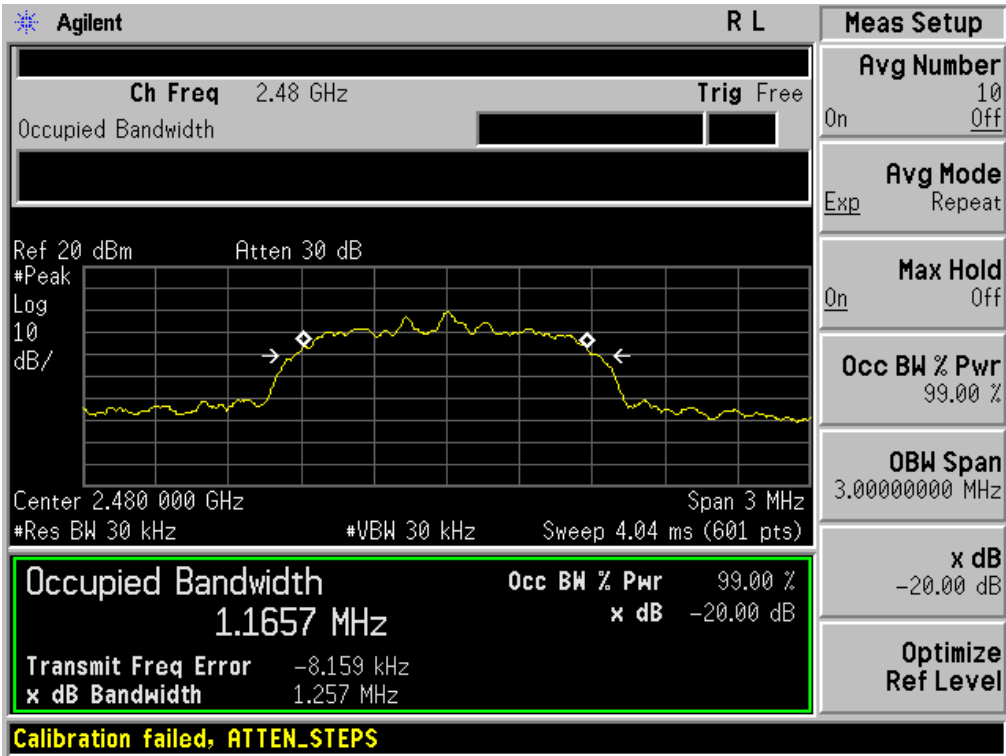 Agilent R L
Ch Freq 2.48 GHz Trig Free
Occupied Bandwidth
Ref 20 dBm Atten 30 dB
#Peak
Log
10
dB/
Center 2.480 000 GHz Span 3 MHz
#Res BW 30 kHz #VBW 30 kHz Sweep 4.04 ms (601 pts)
Occupied Bandwidth Occ BW % Pwr 99.00 %
1.1657 MHz x dB -20.00 dB
Transmit Freq Error -8.159 kHz
x dB Bandwidth 1.257 MHz
Calibration failed, ATTEN_STEPS
Meas Setup
Avg Number
10
On Off
Avg Mode
Exp Repeat
Max Hold
On Off
Occ BW % Pwr
99.00 %
OBW Span
3.00000000 MHz
x dB
-20.00 dB
Optimize
Ref Level